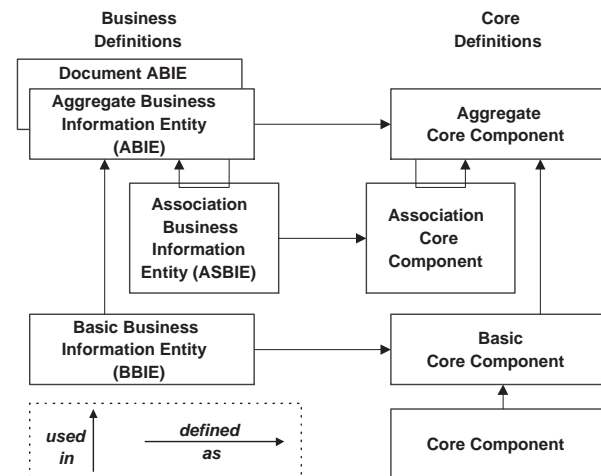 Business
Definitions
Core
Definitions
Document ABIE
Aggregate Business
Information Entity
(ABIE)
Aggregate
Core Component
Association
Business
Information
Entity (ASBIE)
Association
Core
Component
Basic Business
Information Entity
(BBIE)
Basic
Core Component
used
in
defined
as
Core Component